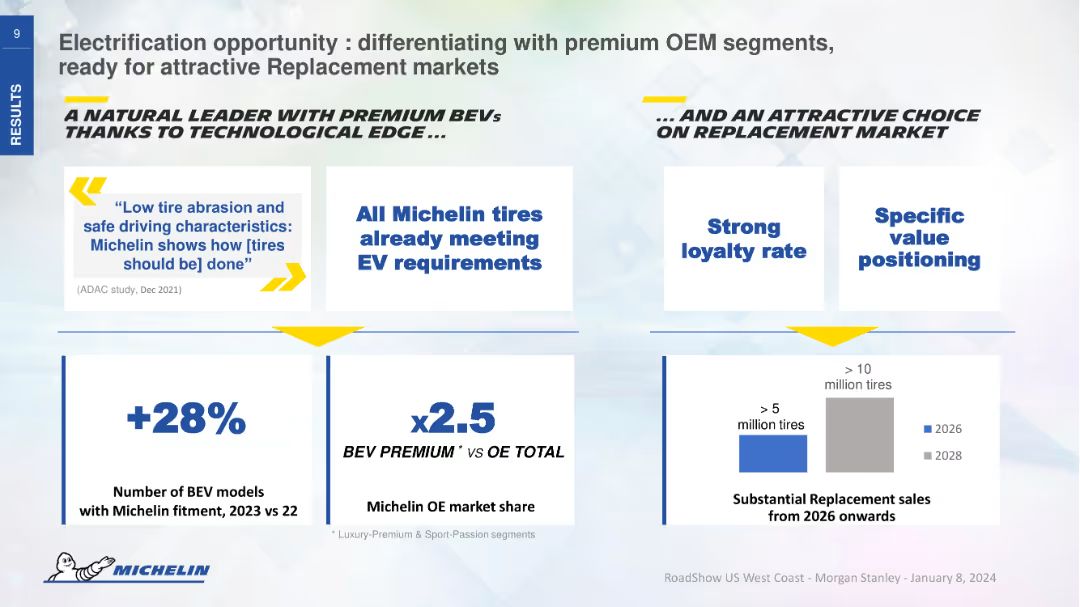 9
RESULTS
Electrification opportunity : differentiating with premium OEM segments,
ready for attractive Replacement markets
A NATURAL LEADER WITH PREMIUM BEVs
THANKS TO TECHNOLOGICAL EDGE ...
... AND AN ATTRACTIVE CHOICE
ON REPLACEMENT MARKET
“Low tire abrasion and
safe driving characteristics:
Michelin shows how [tires
should be] done”
(ADAC study, Dec 2021)
All Michelin tires
already meeting
EV requirements
Strong
loyalty rate
Specific
value
positioning
+28%
Number of BEV models
with Michelin fitment, 2023 vs 22
x2.5
BEV PREMIUM * VS OE TOTAL
Michelin OE market share
* Luxury-Premium & Sport-Passion segments
> 5
million tires
> 10
million tires
2026
2028
Substantial Replacement sales
from 2026 onwards
MICHELIN
RoadShow US West Coast - Morgan Stanley - January 8, 2024